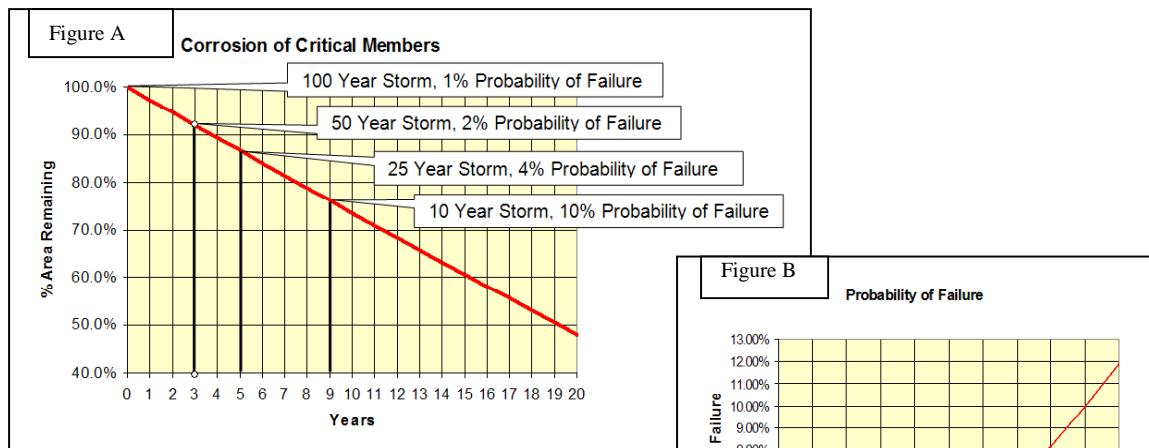 Figure A
Corrosion of Critical Members
100 Year Storm, 1% Probability of Failure
50 Year Storm, 2% Probability of Failure
25 Year Storm, 4% Probability of Failure
10 Year Storm, 10% Probability of Failure
100.0%
90.0%
80.0%
70.0%
60.0%
50.0%
40.0%
% Area Remaining
0 1 2 3 4 5 6 7 8 9 10 11 12 13 14 15 16 17 18 19 20
Years
Figure B
Probability of Failure
13.00%
12.00%
11.00%
10.00%
9.00%
8.00%
Failure